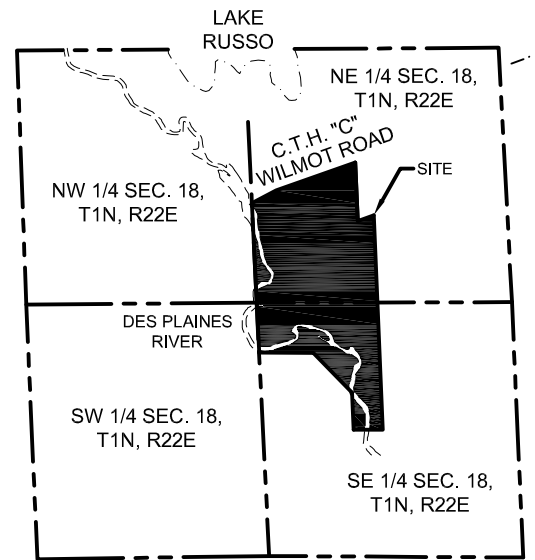 LAKE
RUSSO
NE 1/4 SEC. 18,
T1N, R22E
C.T.H. "C"
WILMOT ROAD
SITE
NW 1/4 SEC. 18,
T1N, R22E
DES PLAINES
RIVER
SW 1/4 SEC. 18,
T1N, R22E
SE 1/4 SEC. 18,
T1N, R22E